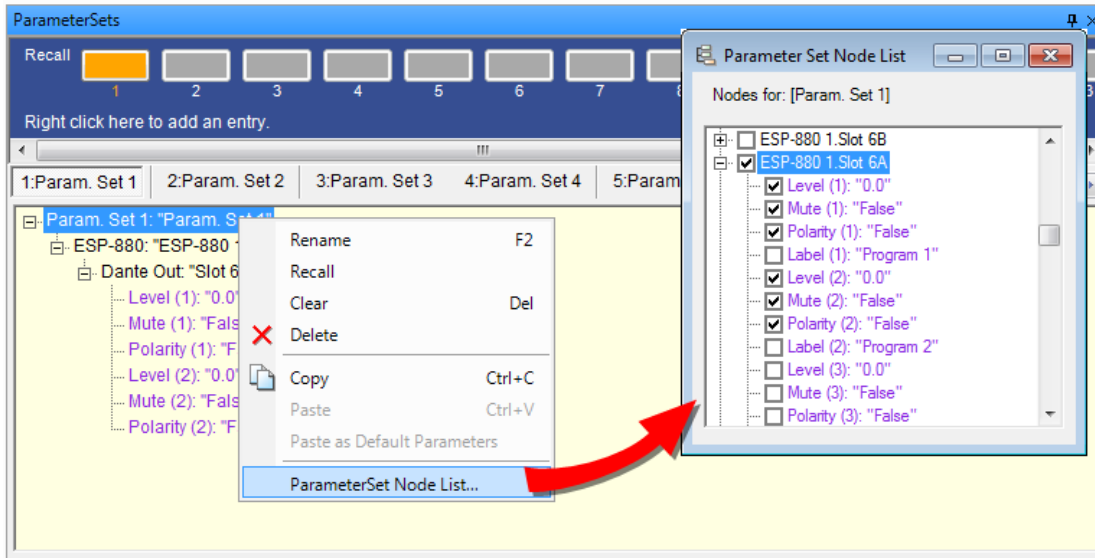 ParameterSets
Recall
1 2 3 4 5 6 7 8
Right click here to add an entry.
1:Param. Set 1 2:Param. Set 2 3:Param. Set 3 4:Param. Set 4 5:Param
Param. Set 1: "Param. Set 1"
ESP-880: "ESP-880 1
Dante Out: "Slot 6
Level (1): "0.0"
Mute (1): "Fals
Polarity (1): "F
Level (2): "0.0"
Mute (2): "Fals
Polarity (2): "F
Rename F2
Recall
Clear Del
Delete
Copy Ctrl+C
Paste Ctrl+V
Paste as Default Parameters
ParameterSet Node List...
Parameter Set Node List
Nodes for: [Param. Set 1]
ESP-880 1.Slot 6B
ESP-880 1.Slot 6A
Level (1): "0.0"
Mute (1): "False"
Polarity (1): "False"
Label (1): "Program 1"
Level (2): "0.0"
Mute (2): "False"
Polarity (2): "False"
Label (2): "Program 2"
Level (3): "0.0"
Mute (3): "False"
Polarity (3): "False"